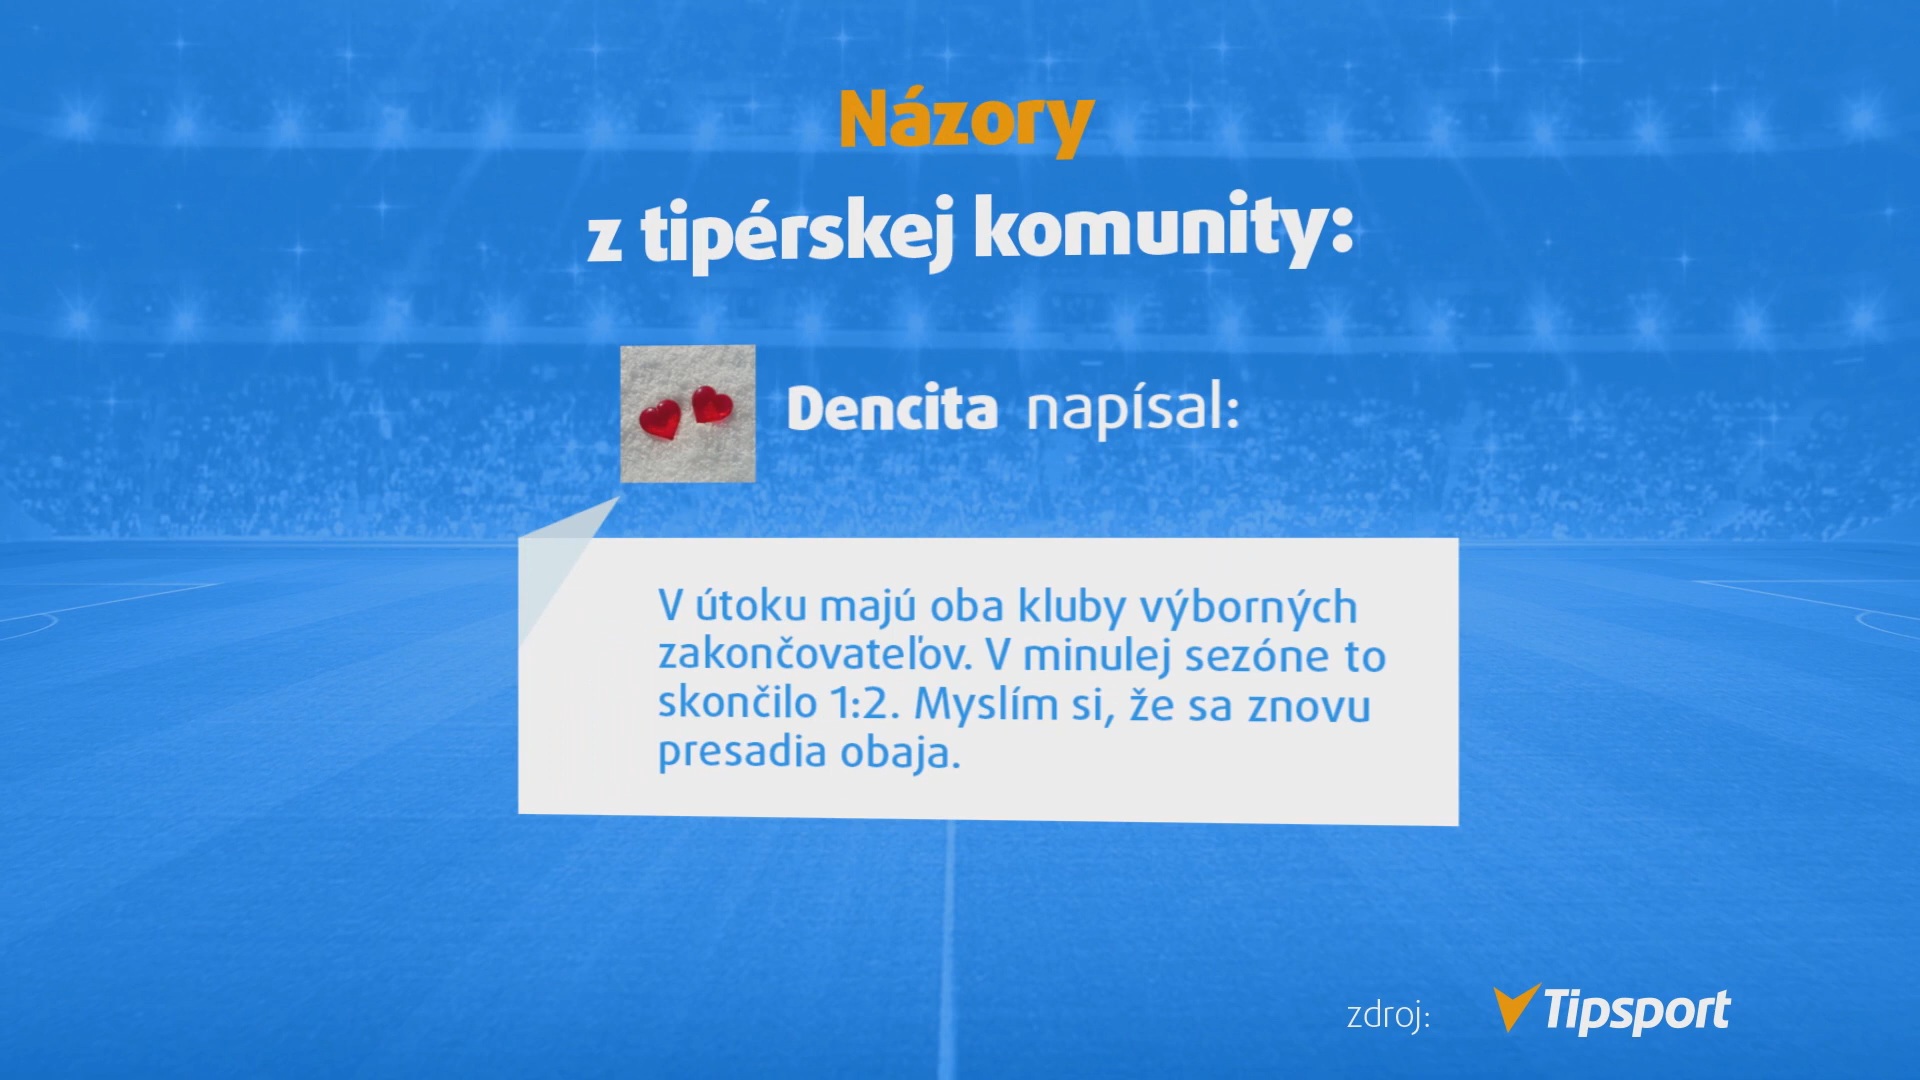 Názory
z tipérskej komunity:
Dencita napísal:
V útoku majú oba kluby výborných
zakončovateľov. V minulej sezóne to
skončilo 1:2. Myslím si, že sa znovu
presadia obaja.
zdroj: Tipsport